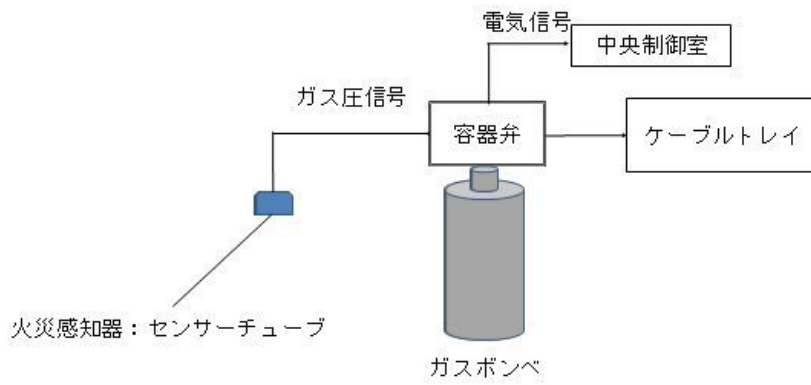 電気信号
中央制御室
ガス圧信号
容器弁
ケーブルトレイ
火災感知器：センサーチューブ
ガスボンベ